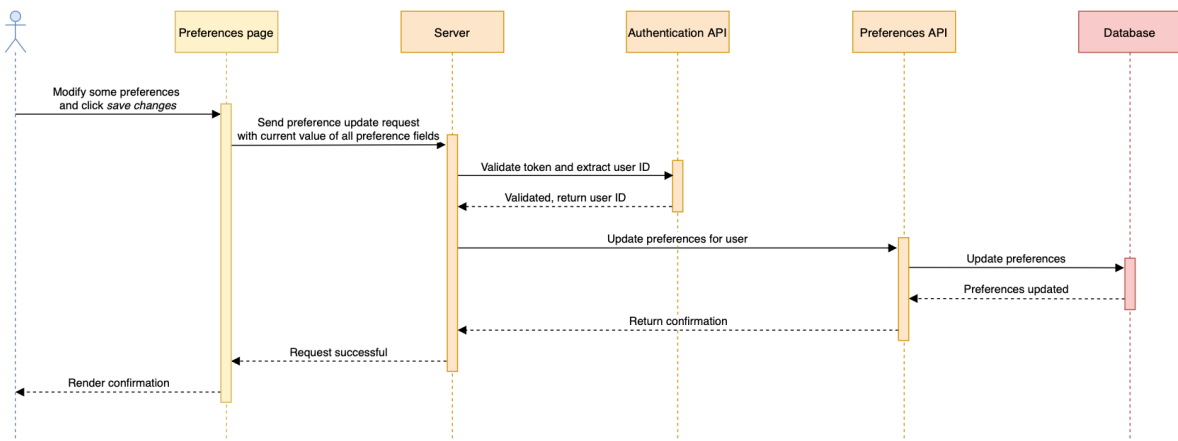 Preferences page
Server
Authentication API
Preferences API
Database
Modify some preferences
and click save changes
Send preference update request
with current value of all preference fields
Validate token and extract user ID
Validated, return user ID
Update preferences for user
Update preferences
Preferences updated
Return confirmation
Request successful
Render confirmation